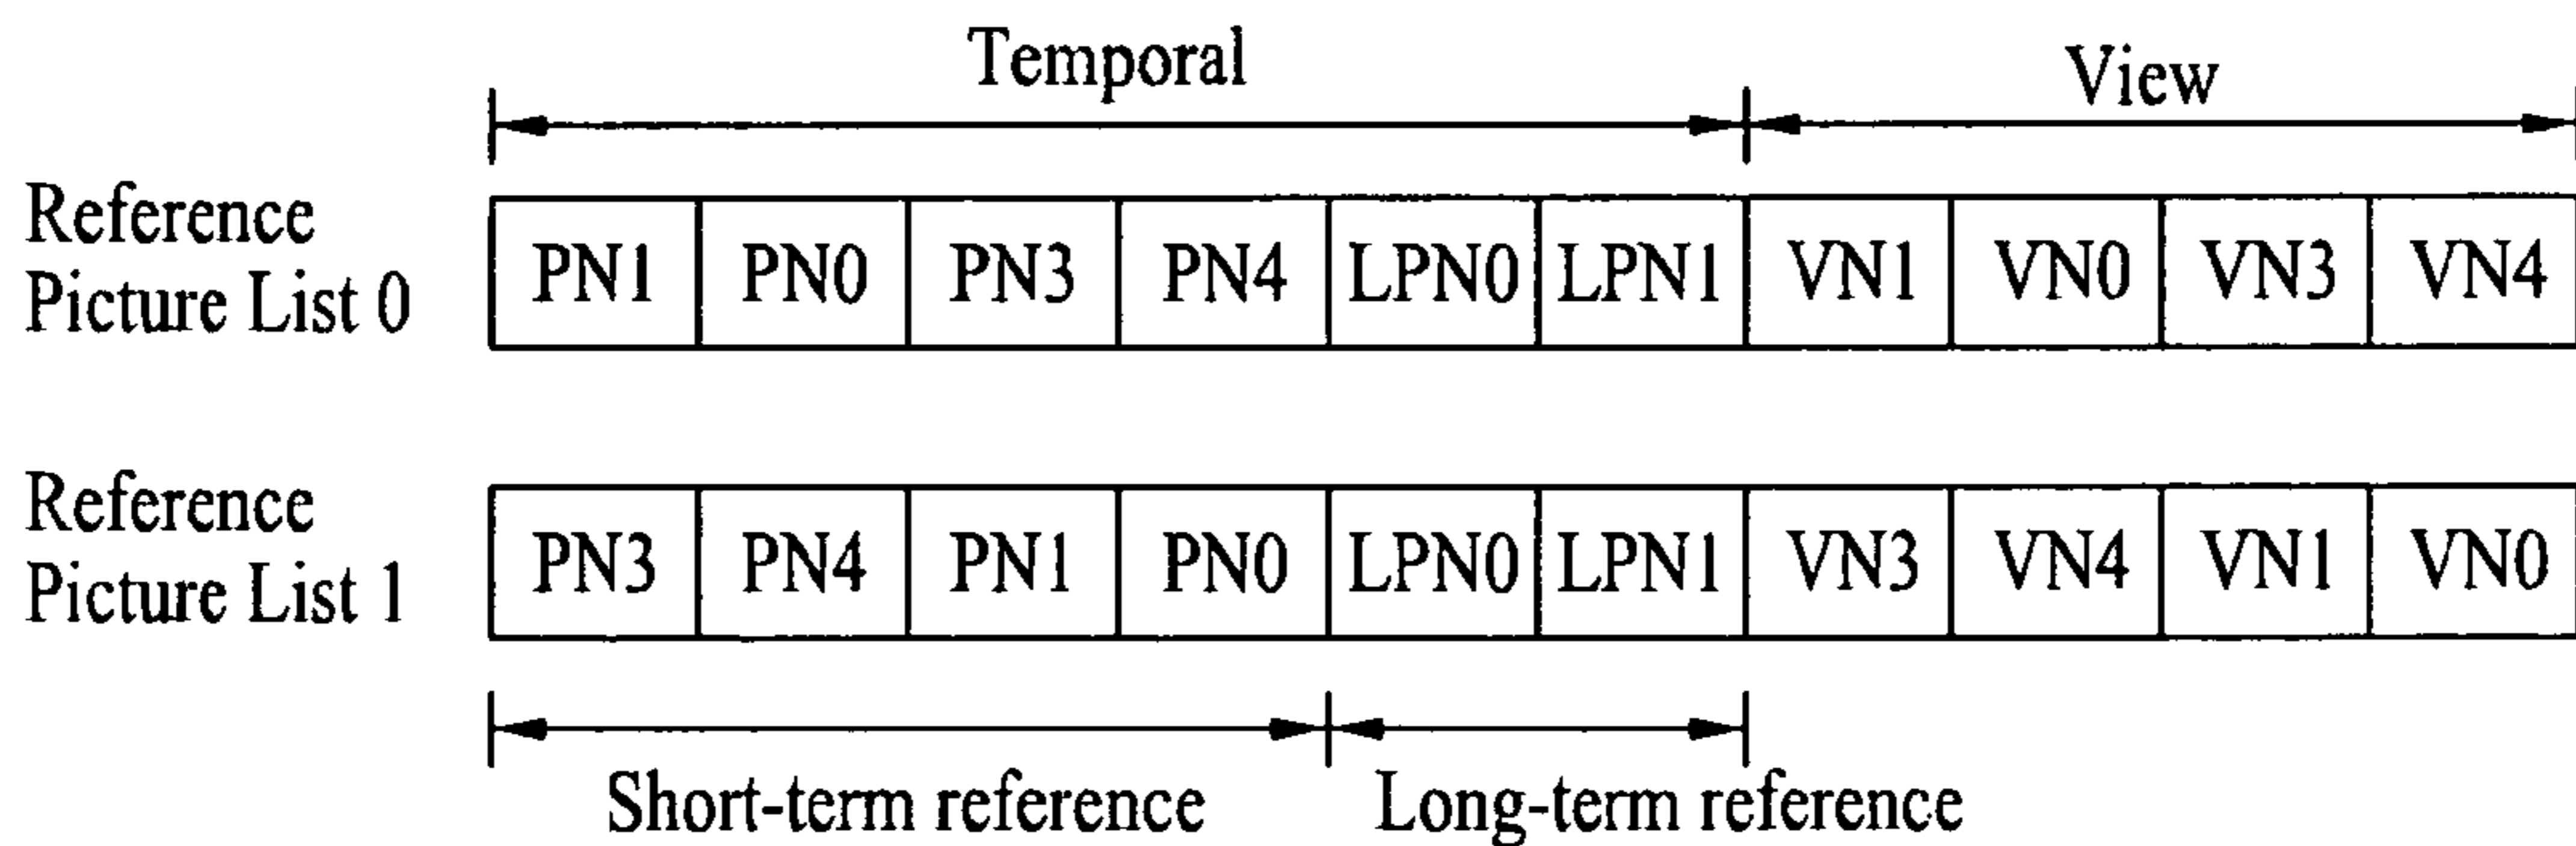 Temporal
View
Reference
Picture List 0
PN1 PN0 PN3 PN4 LPN0 LPN1 VN1 VN0 VN3 VN4
Reference
Picture List 1
PN3 PN4 PN1 PN0 LPN0 LPN1 VN3 VN4 VN1 VN0
Short-term reference
Long-term reference